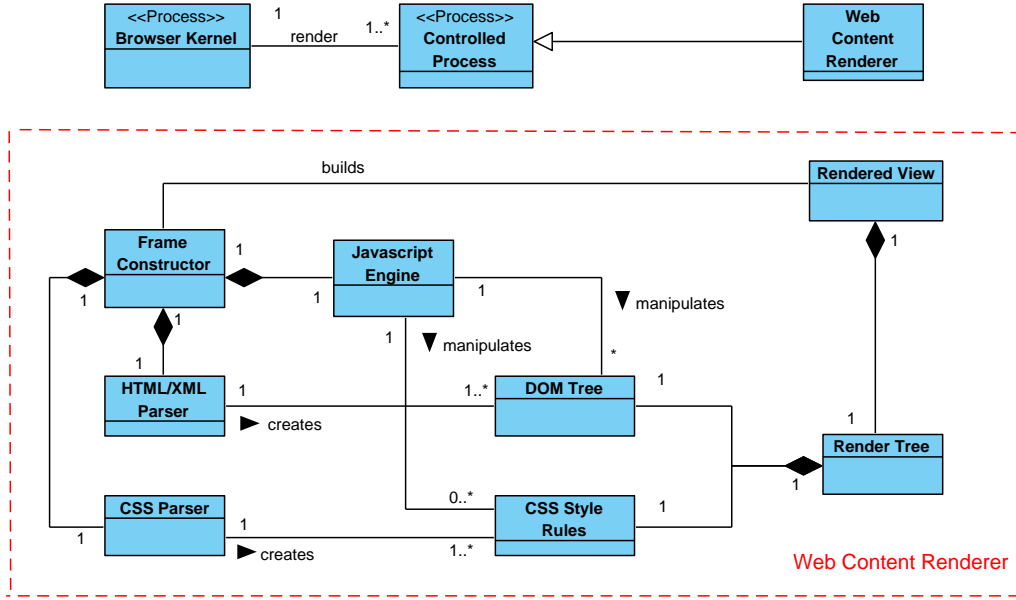 <<Process>>
Browser Kernel
1
render
1..*
<<Process>>
Controlled
Process
Web
Content
Renderer
builds
Rendered View
1
Frame
Constructor
1
1
1
1
Javascript
Engine
1
1
manipulates
1
manipulates
*
1
HTML/XML
Parser
1
creates
1..*
DOM Tree
1
1
Render Tree
1
CSS Parser
1
1
creates
0..*
1..*
CSS Style
Rules
1
Web Content Renderer